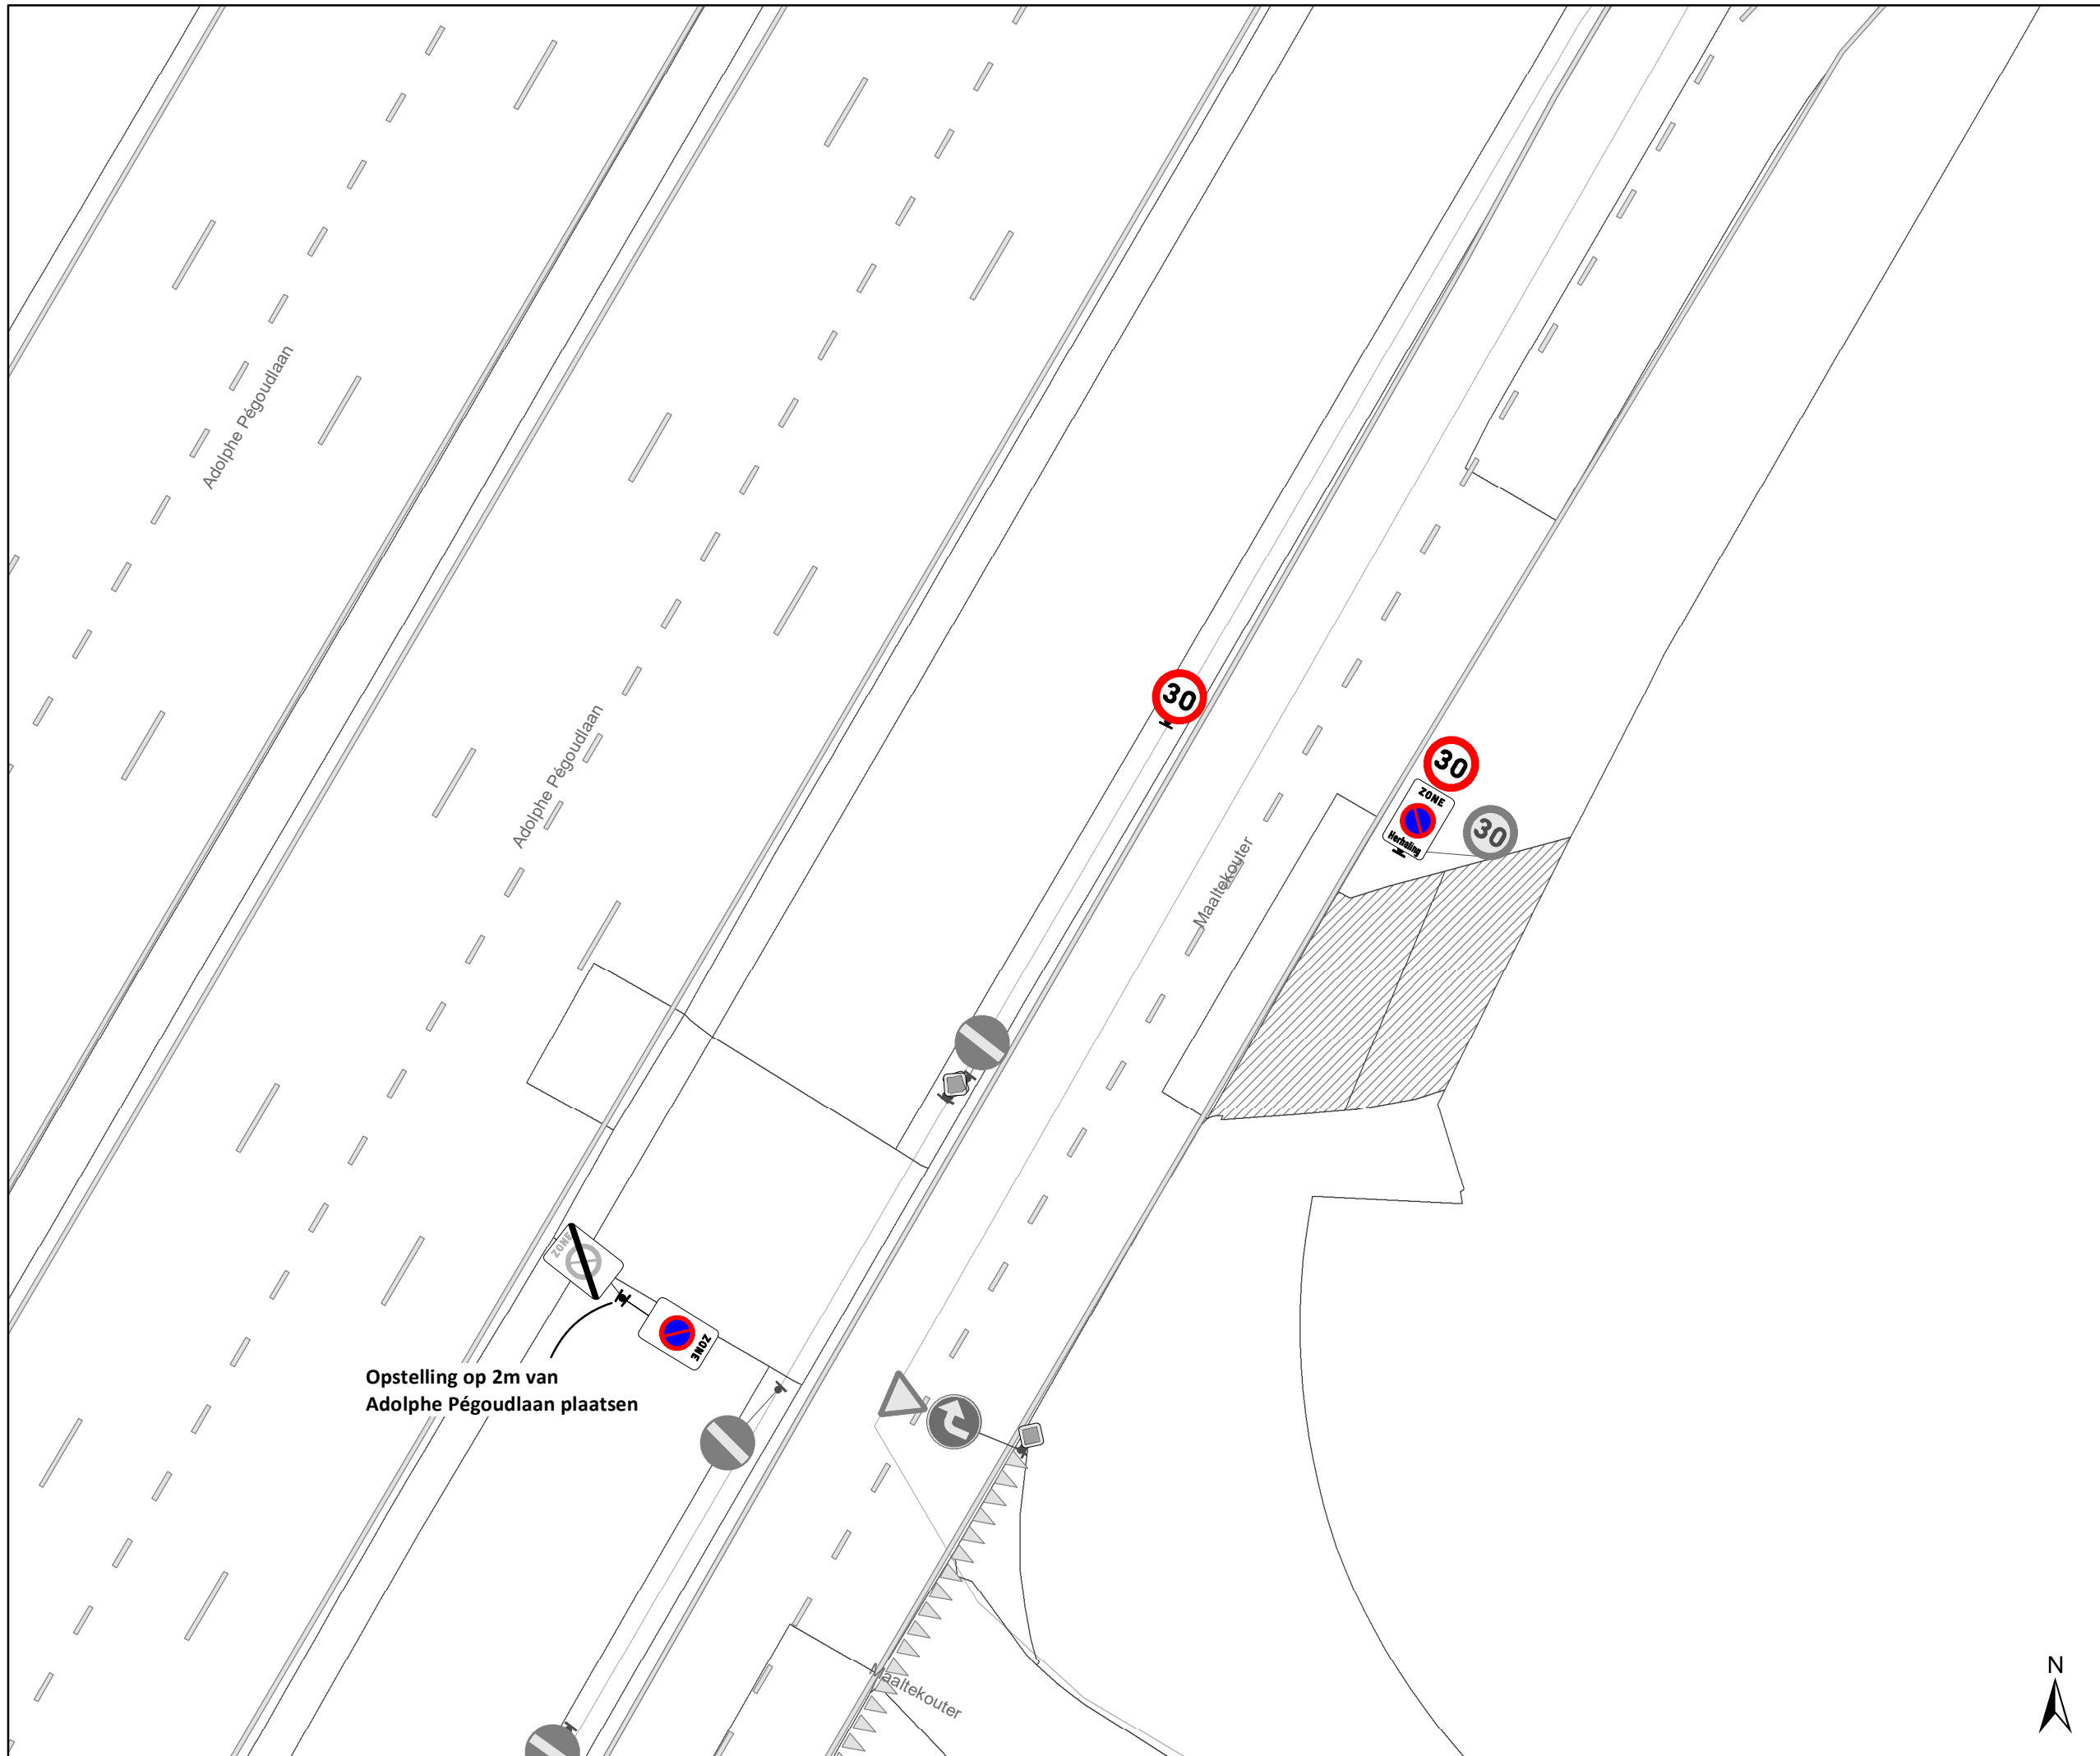 Adolphe Pégoudlaan
Adolphe Pégoudlaan
30
30
ZONE
Herhaling
30
Maaltekouter
ZONE
ZONE
Opstelling op 2m van
Adolphe Pégoudlaan plaatsen
Maaltekouter
N